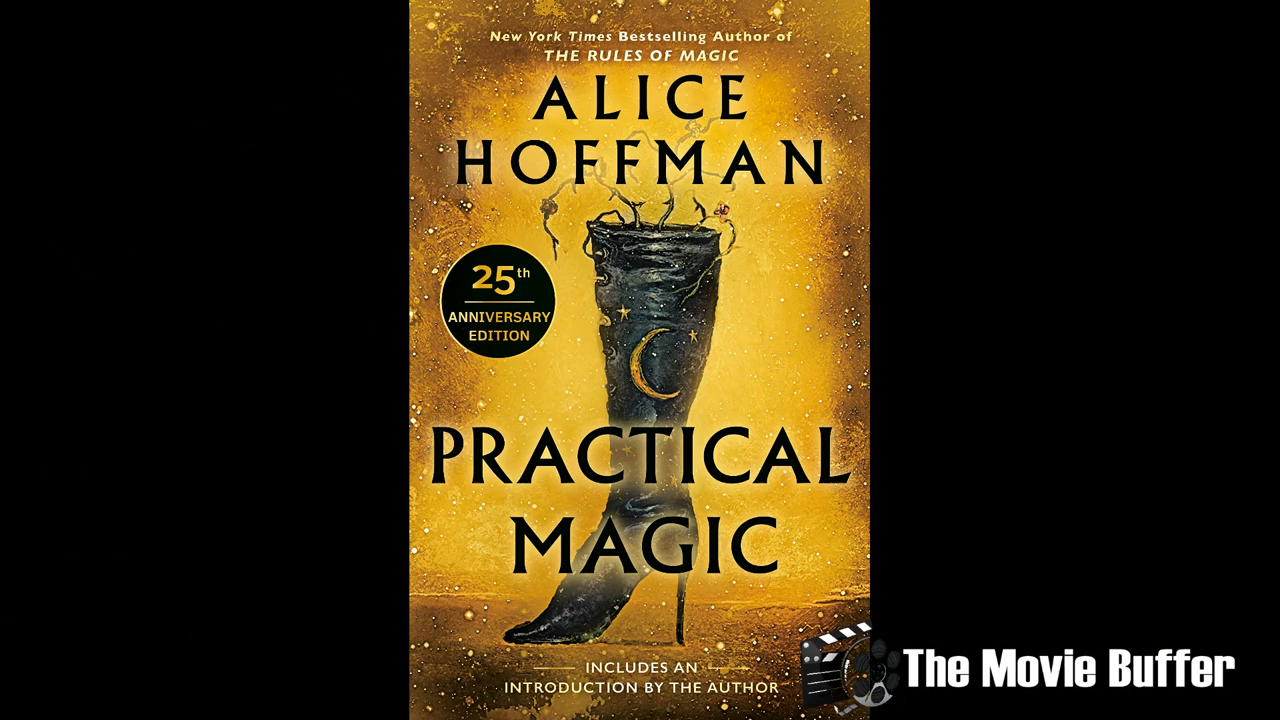 New York Times Bestselling Author of
THE RULES OF MAGIC
ALICE
HOFFMAN
25th
ANNIVERSARY
EDITION
PRACTICAL
MAGIC
INCLUDES AN
INTRODUCTION BY THE AUTHOR
The Movie Buffer